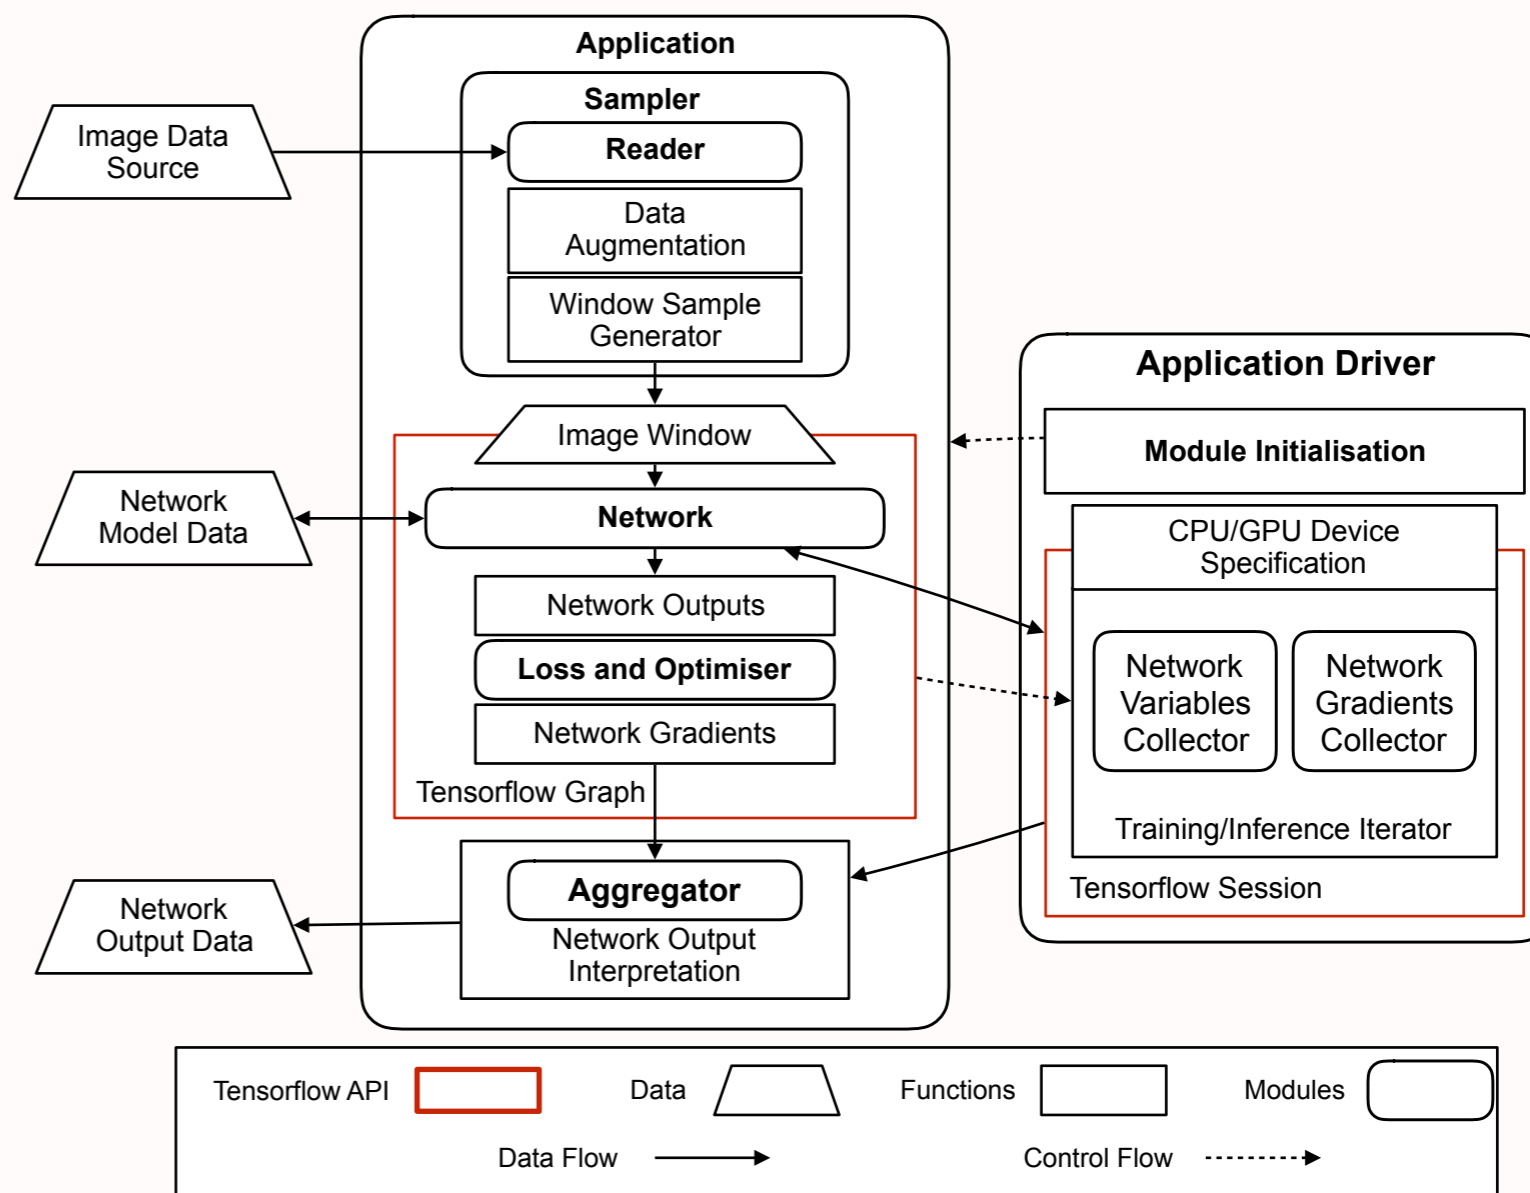 Application
Sampler
Image Data
Source
Reader
Data
Augmentation
Window Sample
Generator
Image Window
Network
Model Data
Network
Network Outputs
Loss and Optimiser
Network Gradients
Tensorflow Graph
Aggregator
Network Output
Interpretation
Network
Output Data
Application Driver
Module Initialisation
CPU/GPU Device
Specification
Network
Variables
Collector
Network
Gradients
Collector
Training/Inference Iterator
Tensorflow Session
Tensorflow API
Data
Functions
Modules
Data Flow
Control Flow